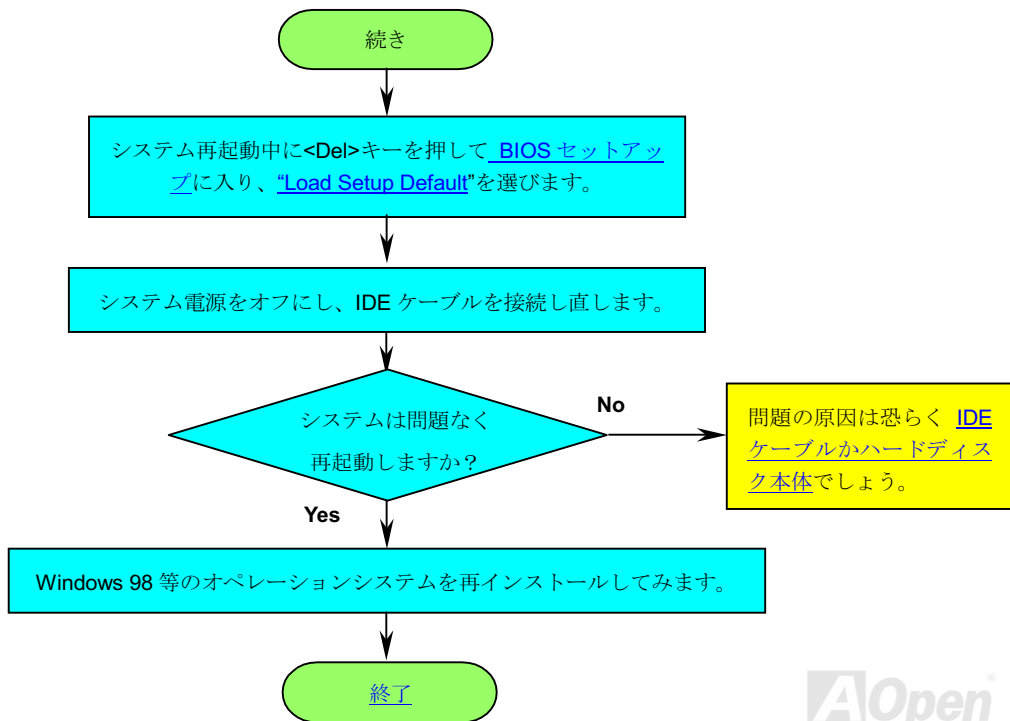 続き
システム再起動中に<Del>キーを押して BIOS セットアッ
プに入り、“Load Setup Default”を選びます。
システム電源をオフにし、IDE ケーブルを接続し直します。
システムは問題なく
再起動しますか？
No
問題の原因は恐らく IDE
ケーブルかハードディス
ク本体でしょう。
Yes
Windows 98 等のオペレーションシステムを再インストールしてみます。
終了
AOpen®